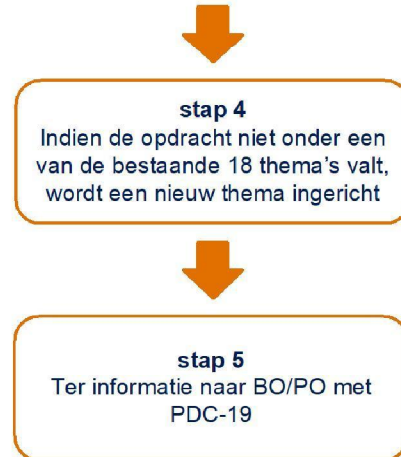 stap 4
Indien de opdracht niet onder een
van de bestaande 18 thema's valt,
wordt een nieuw thema ingericht
stap 5
Ter informatie naar BO/PO met
PDC-19